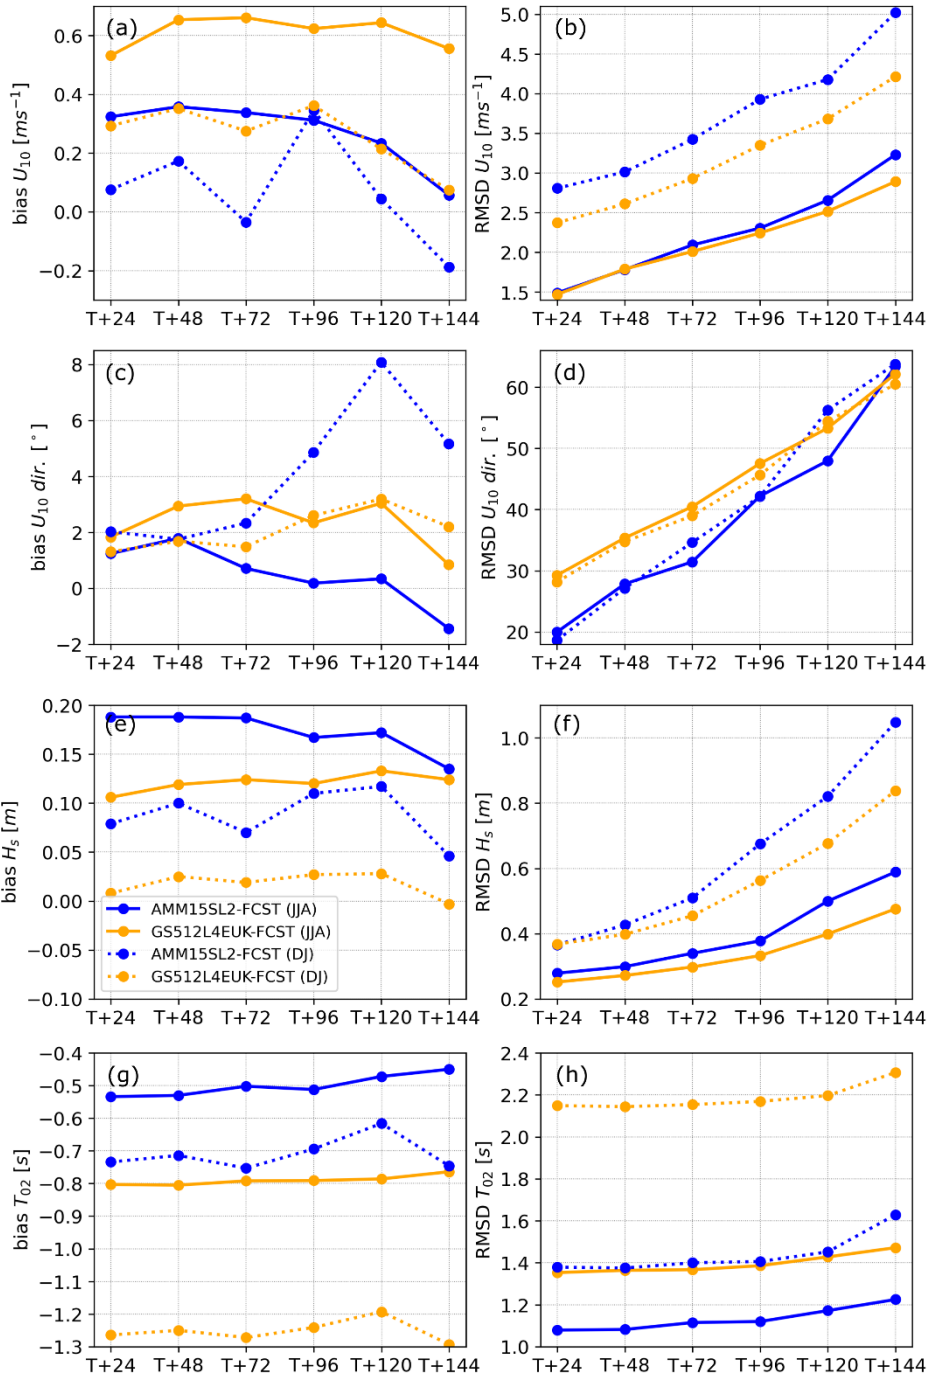 (a)
bias U10 [ms−1]
0.6
0.4
0.2
0.0
−0.2
T+24 T+48 T+72 T+96 T+120 T+144
(b)
RMSD U10 [ms−1]
5.0
4.5
4.0
3.5
3.0
2.5
2.0
1.5
T+24 T+48 T+72 T+96 T+120 T+144
(c)
bias U10 dir. [°]
8
6
4
2
0
−2
T+24 T+48 T+72 T+96 T+120 T+144
(d)
RMSD U10 dir. [°]
60
50
40
30
20
T+24 T+48 T+72 T+96 T+120 T+144
(e)
bias Hs [m]
0.20
0.15
0.10
0.05
0.00
−0.05
−0.10
AMM15SL2-FCST (JJA)
GS512L4EUK-FCST (JJA)
AMM15SL2-FCST (DJ)
GS512L4EUK-FCST (DJ)
T+24 T+48 T+72 T+96 T+120 T+144
(f)
RMSD Hs [m]
1.0
0.8
0.6
0.4
0.2
T+24 T+48 T+72 T+96 T+120 T+144
(g)
bias T02 [s]
−0.4
−0.5
−0.6
−0.7
−0.8
−0.9
−1.0
−1.1
−1.2
−1.3
T+24 T+48 T+72 T+96 T+120 T+144
(h)
RMSD T02 [s]
2.4
2.2
2.0
1.8
1.6
1.4
1.2
1.0
T+24 T+48 T+72 T+96 T+120 T+144